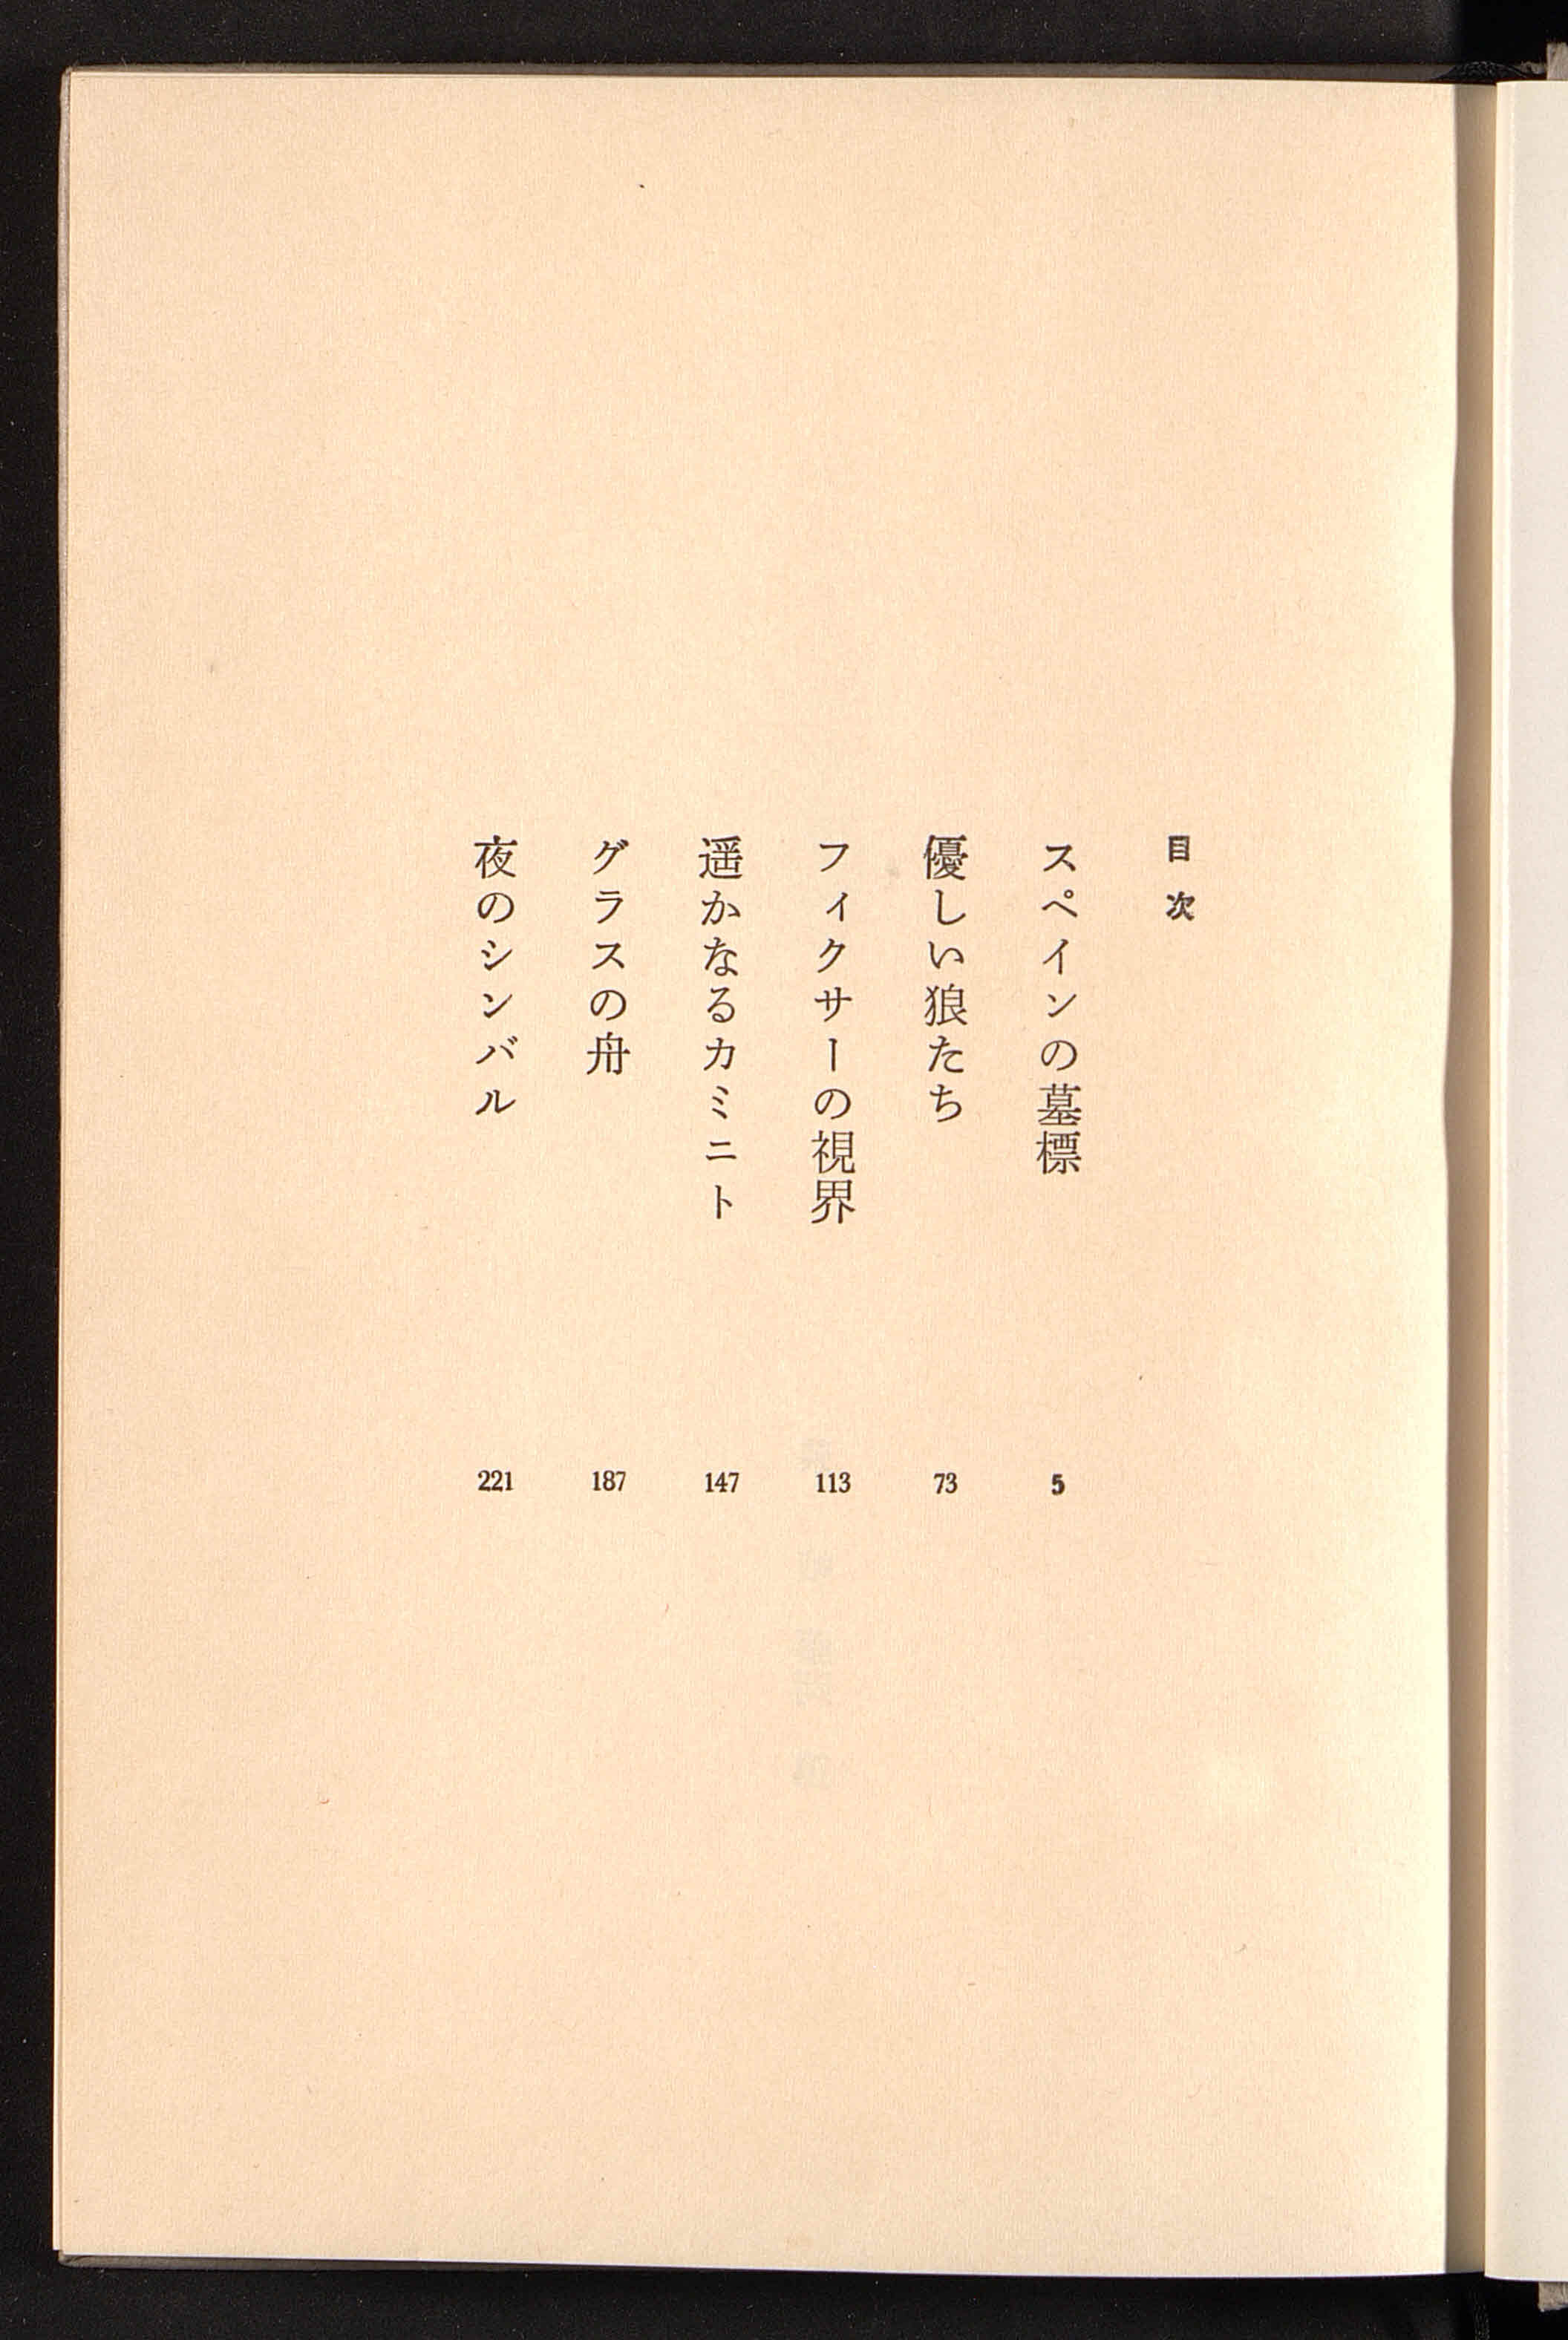 目次
スペインの墓標 5
優しい狼たち 73
フィクサーの視界 113
遥かなるカミニト 147
グラスの舟 187
夜のシンバル 221